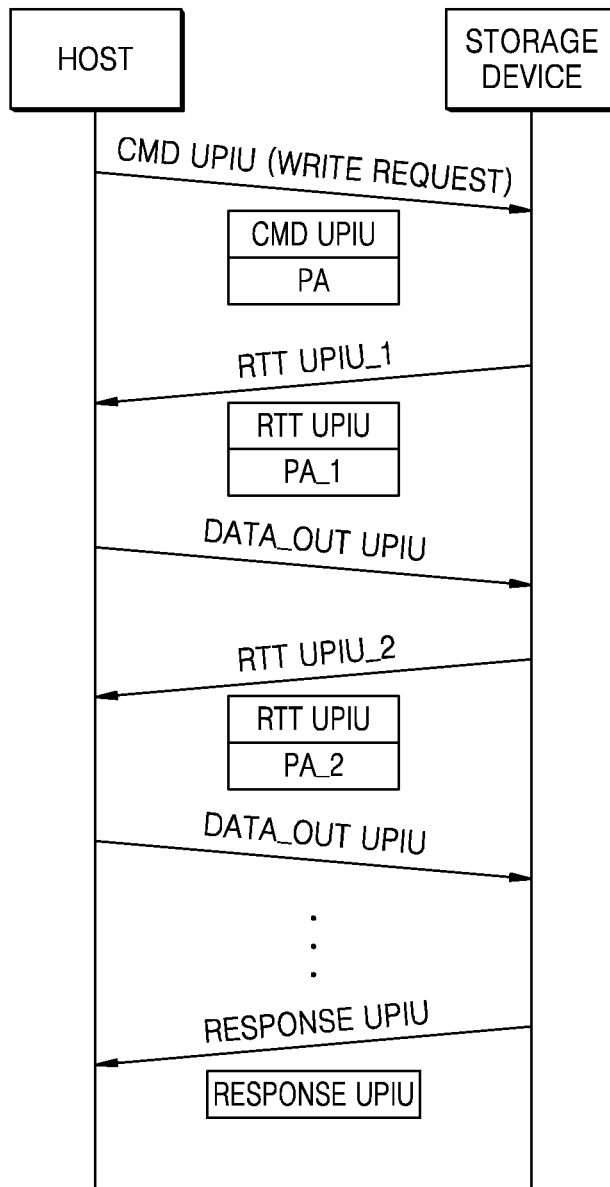 HOST
STORAGE
DEVICE
CMD UPIU (WRITE REQUEST)
CMD UPIU
PA
RTT UPIU_1
RTT UPIU
PA_1
DATA_OUT UPIU
RTT UPIU_2
RTT UPIU
PA_2
DATA_OUT UPIU
RESPONSE UPIU
RESPONSE UPIU